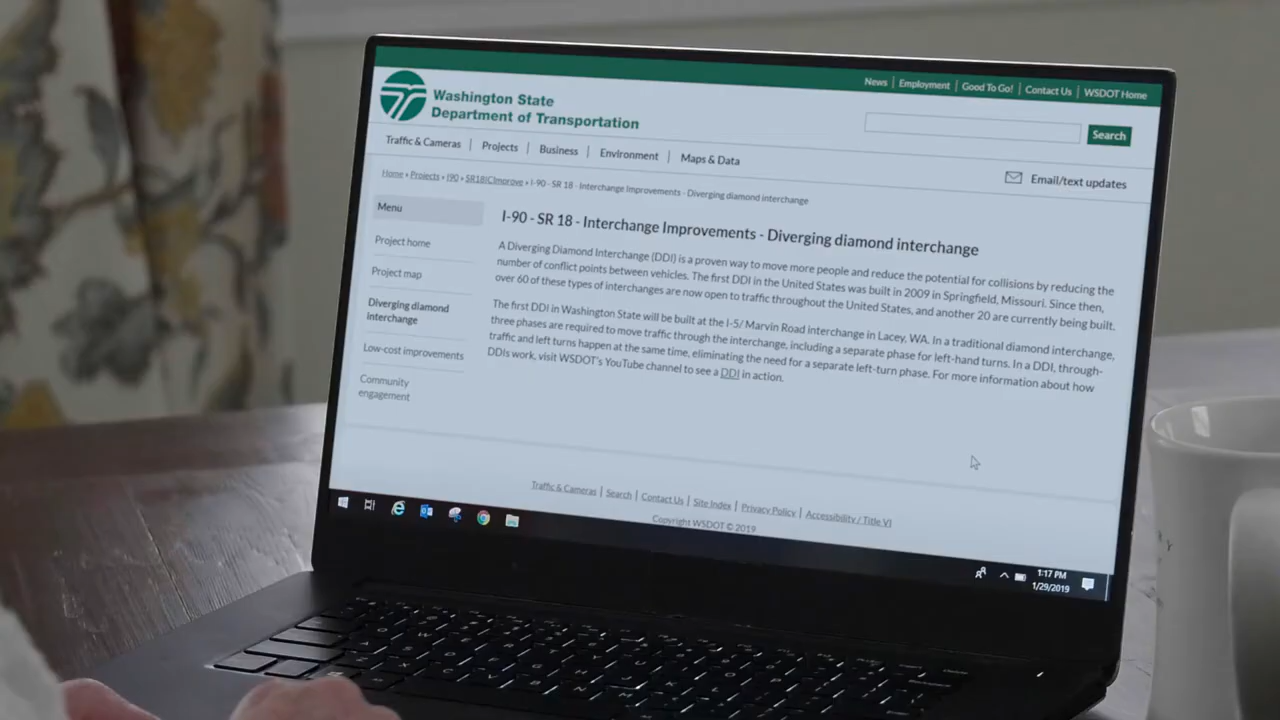 News | Employment | Good To Go! | Contact Us | WSDOT Home
Washington State
Department of Transportation
Search
Traffic & Cameras | Projects | Business | Environment | Maps & Data
Email/text updates
Home • Projects • I90 • SR18ICImprove • I-90 - SR 18 - Interchange Improvements - Diverging diamond interchange
Menu
Project home
Project map
Diverging diamond
interchange
Low-cost improvements
Community
engagement
I-90 - SR 18 - Interchange Improvements - Diverging diamond interchange
A Diverging Diamond Interchange (DDI) is a proven way to move more people and reduce the potential for collisions by reducing the
number of conflict points between vehicles. The first DDI in the United States was built in 2009 in Springfield, Missouri. Since then,
over 60 of these types of interchanges are now open to traffic throughout the United States, and another 20 are currently being built.
The first DDI in Washington State will be built at the I-5/ Marvin Road interchange in Lacey, WA. In a traditional diamond interchange,
three phases are required to move traffic through the interchange, including a separate phase for left-hand turns. In a DDI, through-
traffic and left turns happen at the same time, eliminating the need for a separate left-turn phase. For more information about how
DDIs work, visit WSDOT's YouTube channel to see a DDI in action.
Traffic & Cameras | Search | Contact Us | Site Index | Privacy Policy | Accessibility / Title VI
Copyright WSDOT © 2019
1:17 PM
1/29/2019